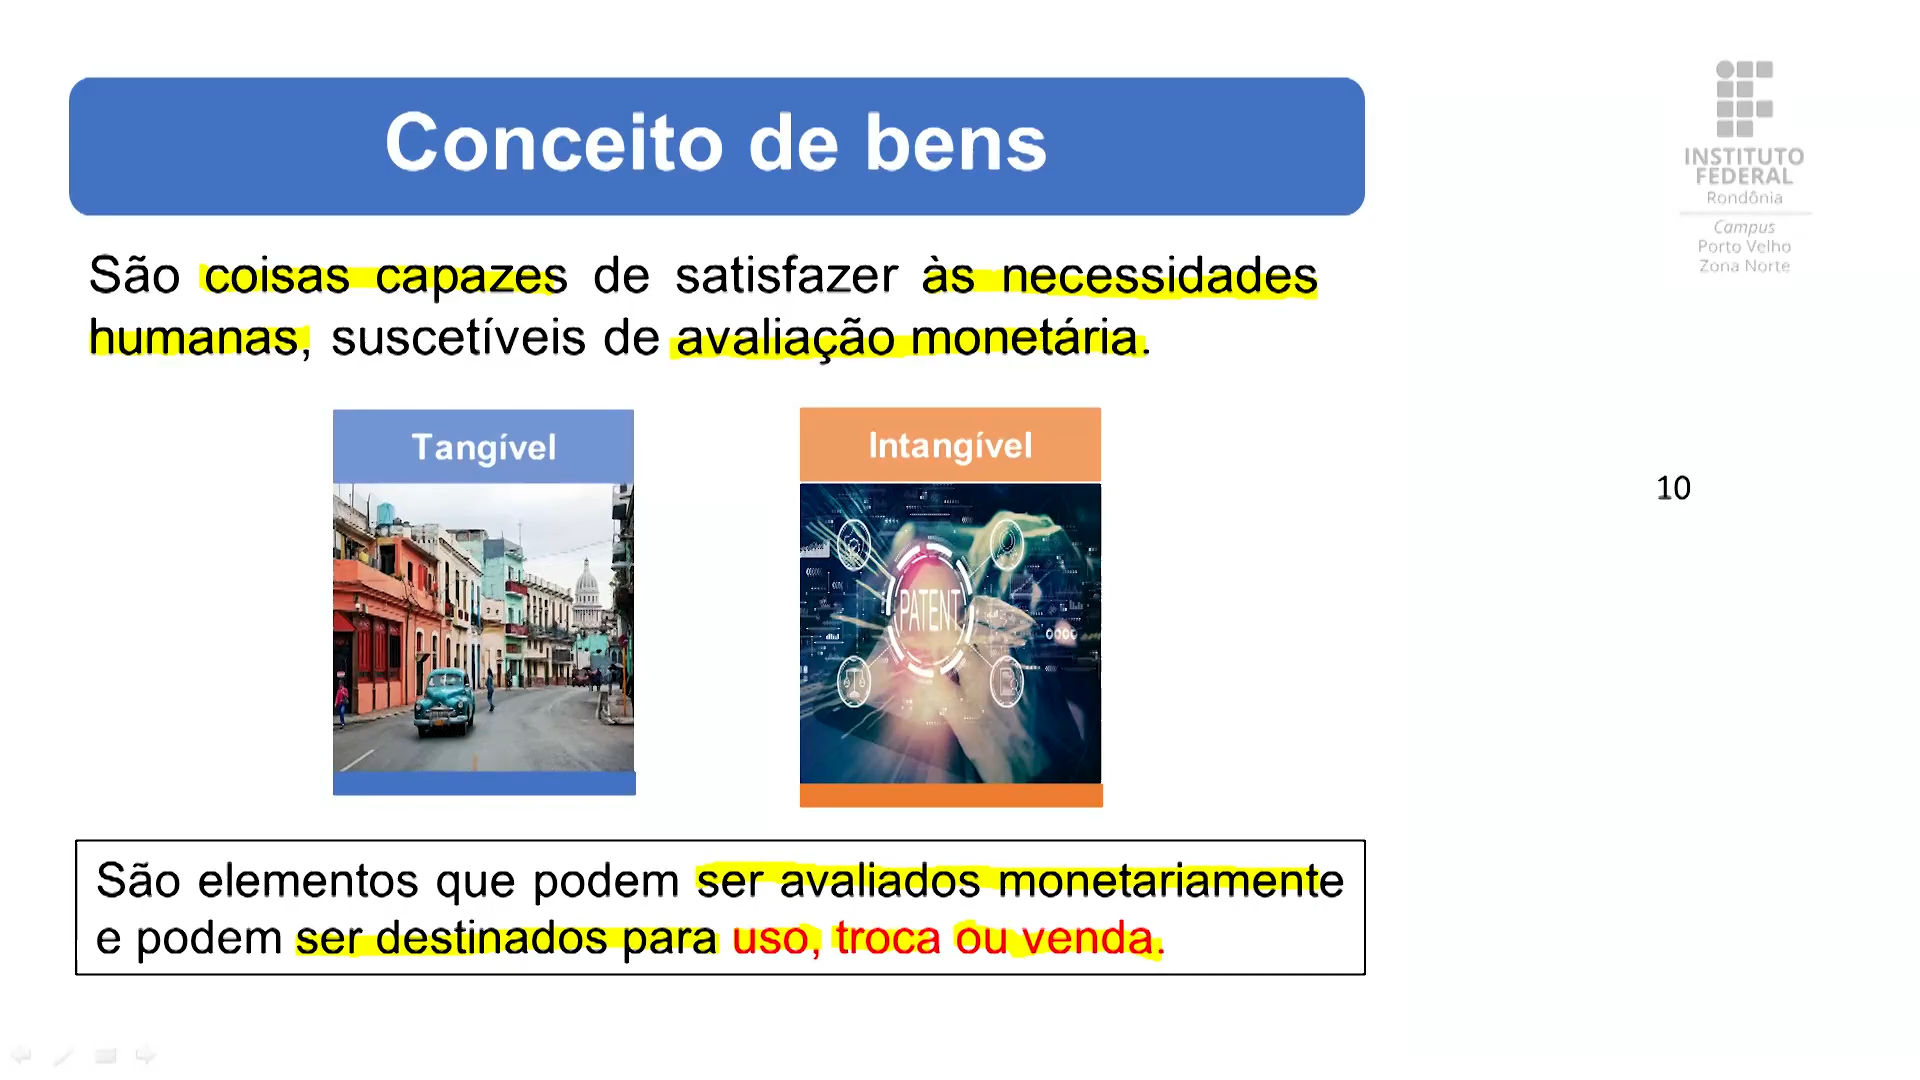 Conceito de bens
INSTITUTO
FEDERAL
Rondônia
Campus
Porto Velho
Zona Norte
São coisas capazes de satisfazer às necessidades
humanas, suscetíveis de avaliação monetária.
Tangível
Intangível
PATENT
10
São elementos que podem ser avaliados monetariamente
e podem ser destinados para uso, troca ou venda.